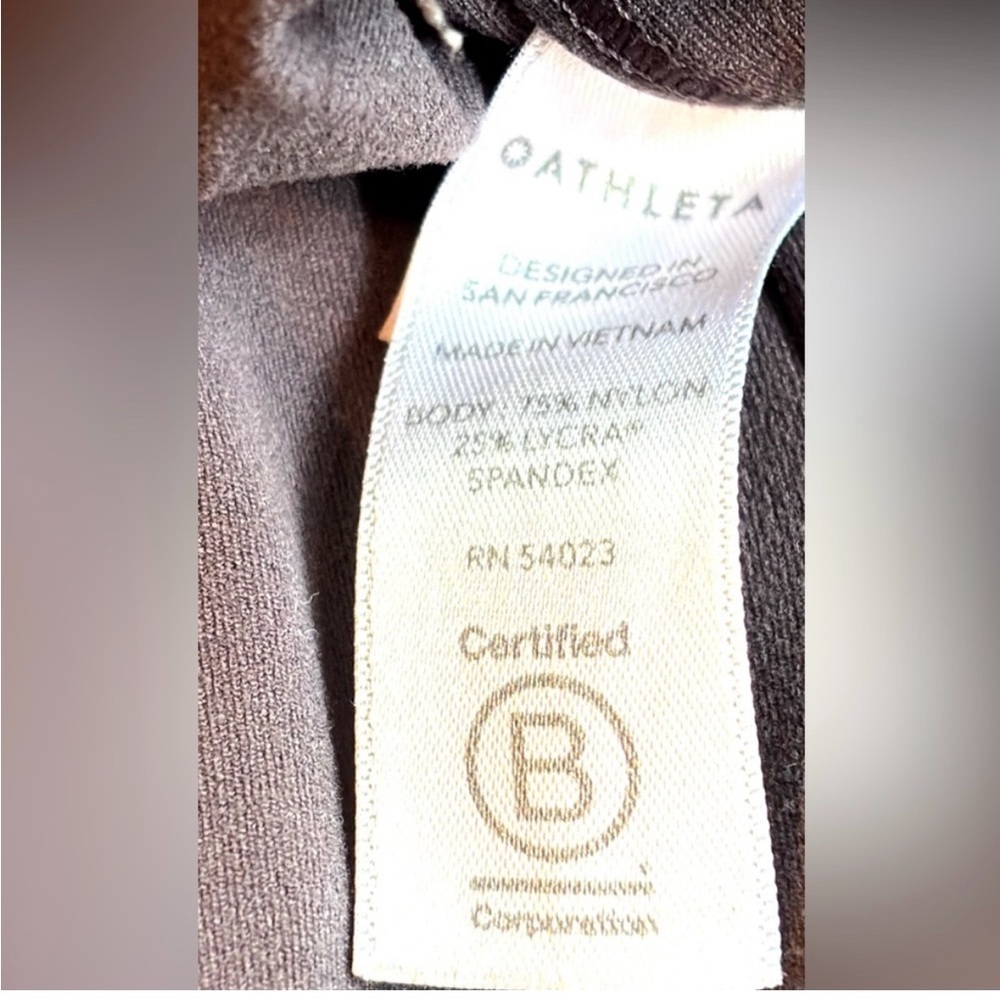 ATHLETA
DESIGNED IN
SAN FRANCISCO
MADE IN VIETNAM
BODY : 75% NYLON
25% LYCRA®
SPANDEX
RN 54023
Certified
B
Corporation